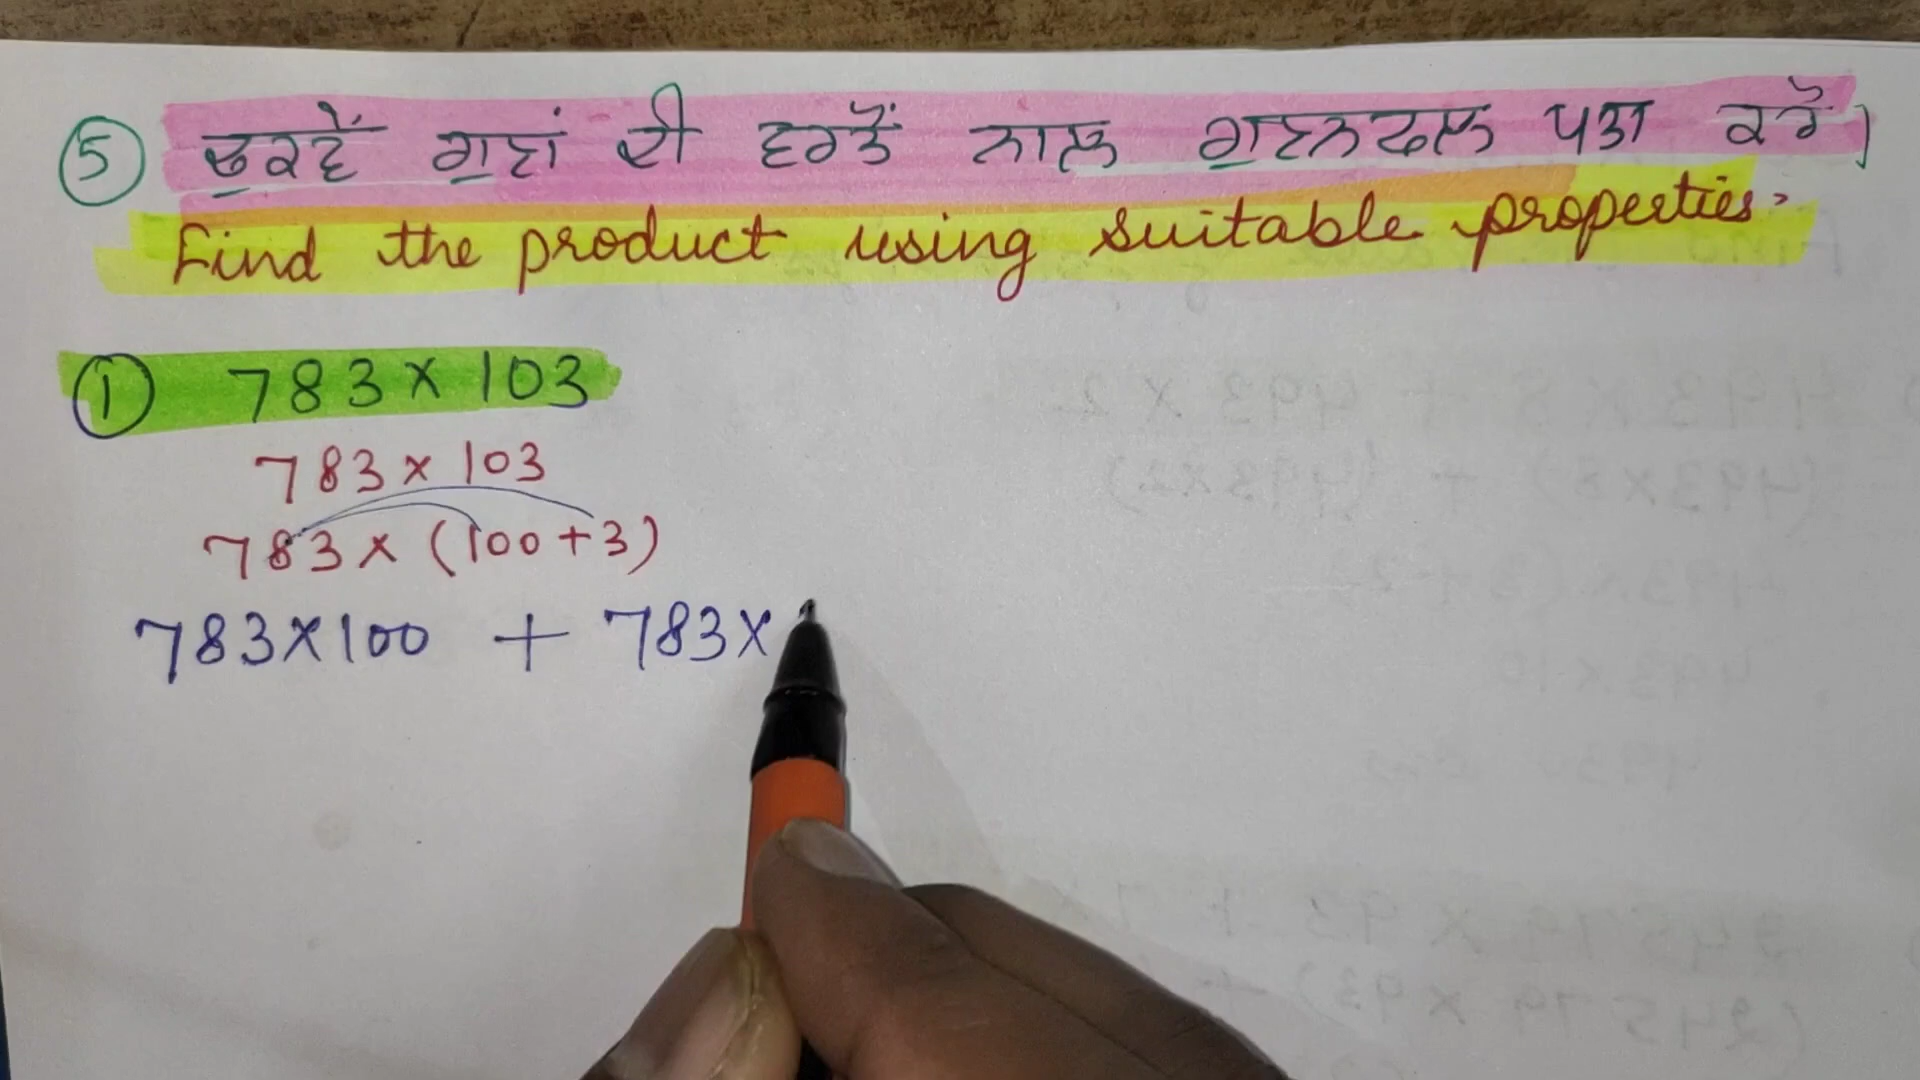 ⑤ ਢੁਕਵੇਂ ਗੁਣਾਂ ਦੀ ਵਰਤੋਂ ਨਾਲ ਗੁਣਨਫਲ ਪਤਾ ਕਰੋ।
Find the product using suitable properties.
① 783 × 103
783 × 103
783 × (100 + 3)
783 × 100 + 783 ×